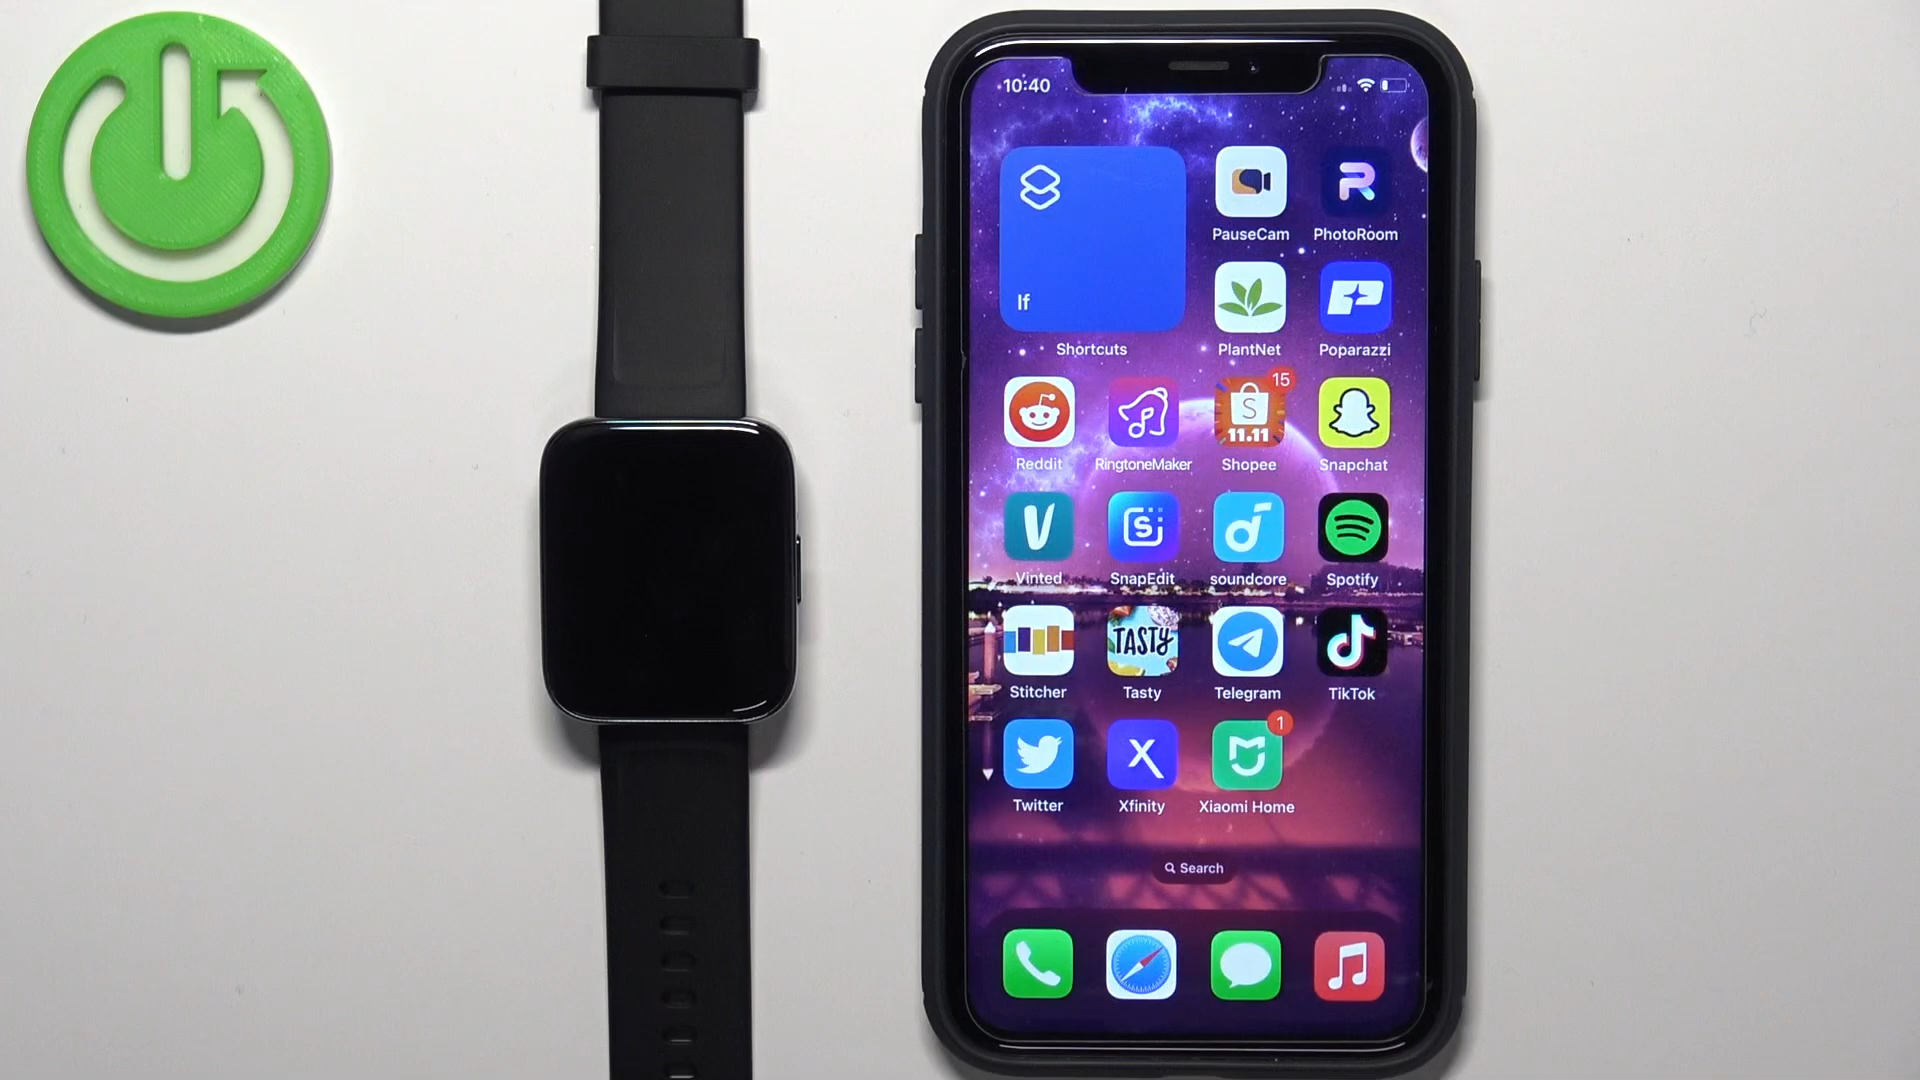 10:40
If
Shortcuts
PauseCam
PhotoRoom
PlantNet
Poparazzi
15
S
11.11
Reddit
RingtoneMaker
Shopee
Snapchat
V
S
Vinted
SnapEdit
soundcore
Spotify
TASTY
Stitcher
Tasty
Telegram
TikTok
1
X
Twitter
Xfinity
Xiaomi Home
Search